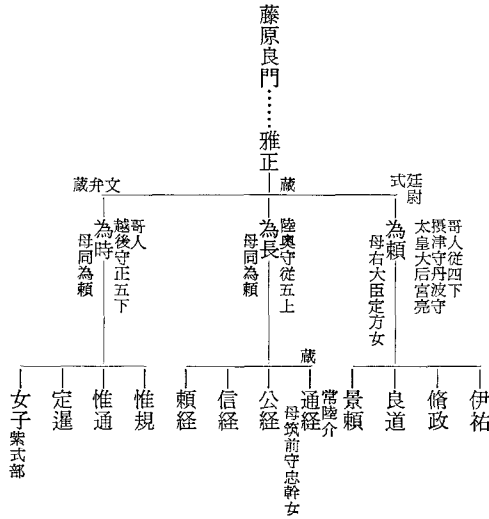 藤原良門……雅正
廷尉
式
蔵
文弁蔵
哥人従四下
摂津守丹波守
太皇大后宮亮
為頼
母右大臣定方女
陸奥守従五上
為長
母同為頼
哥人
越後守正五下
為時
母同為頼
伊祐
脩政
良道
景頼
常陸介
蔵
通経
母筑前守忠幹女
公経
信経
頼経
惟規
惟通
定暹
女子紫式部